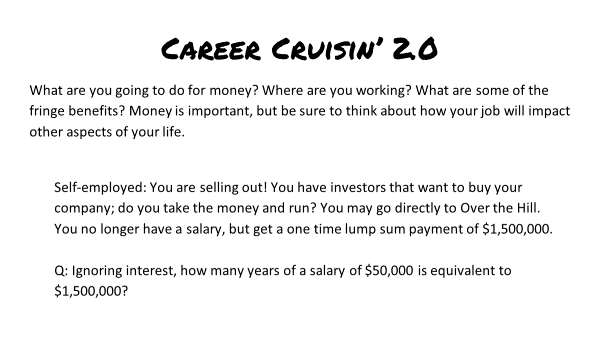 Career Cruisin' 2.0
What are you going to do for money? Where are you working? What are some of the
fringe benefits? Money is important, but be sure to think about how your job will impact
other aspects of your life.
Self-employed: You are selling out! You have investors that want to buy your
company; do you take the money and run? You may go directly to Over the Hill.
You no longer have a salary, but get a one time lump sum payment of $1,500,000.
Q: Ignoring interest, how many years of a salary of $50,000 is equivalent to
$1,500,000?